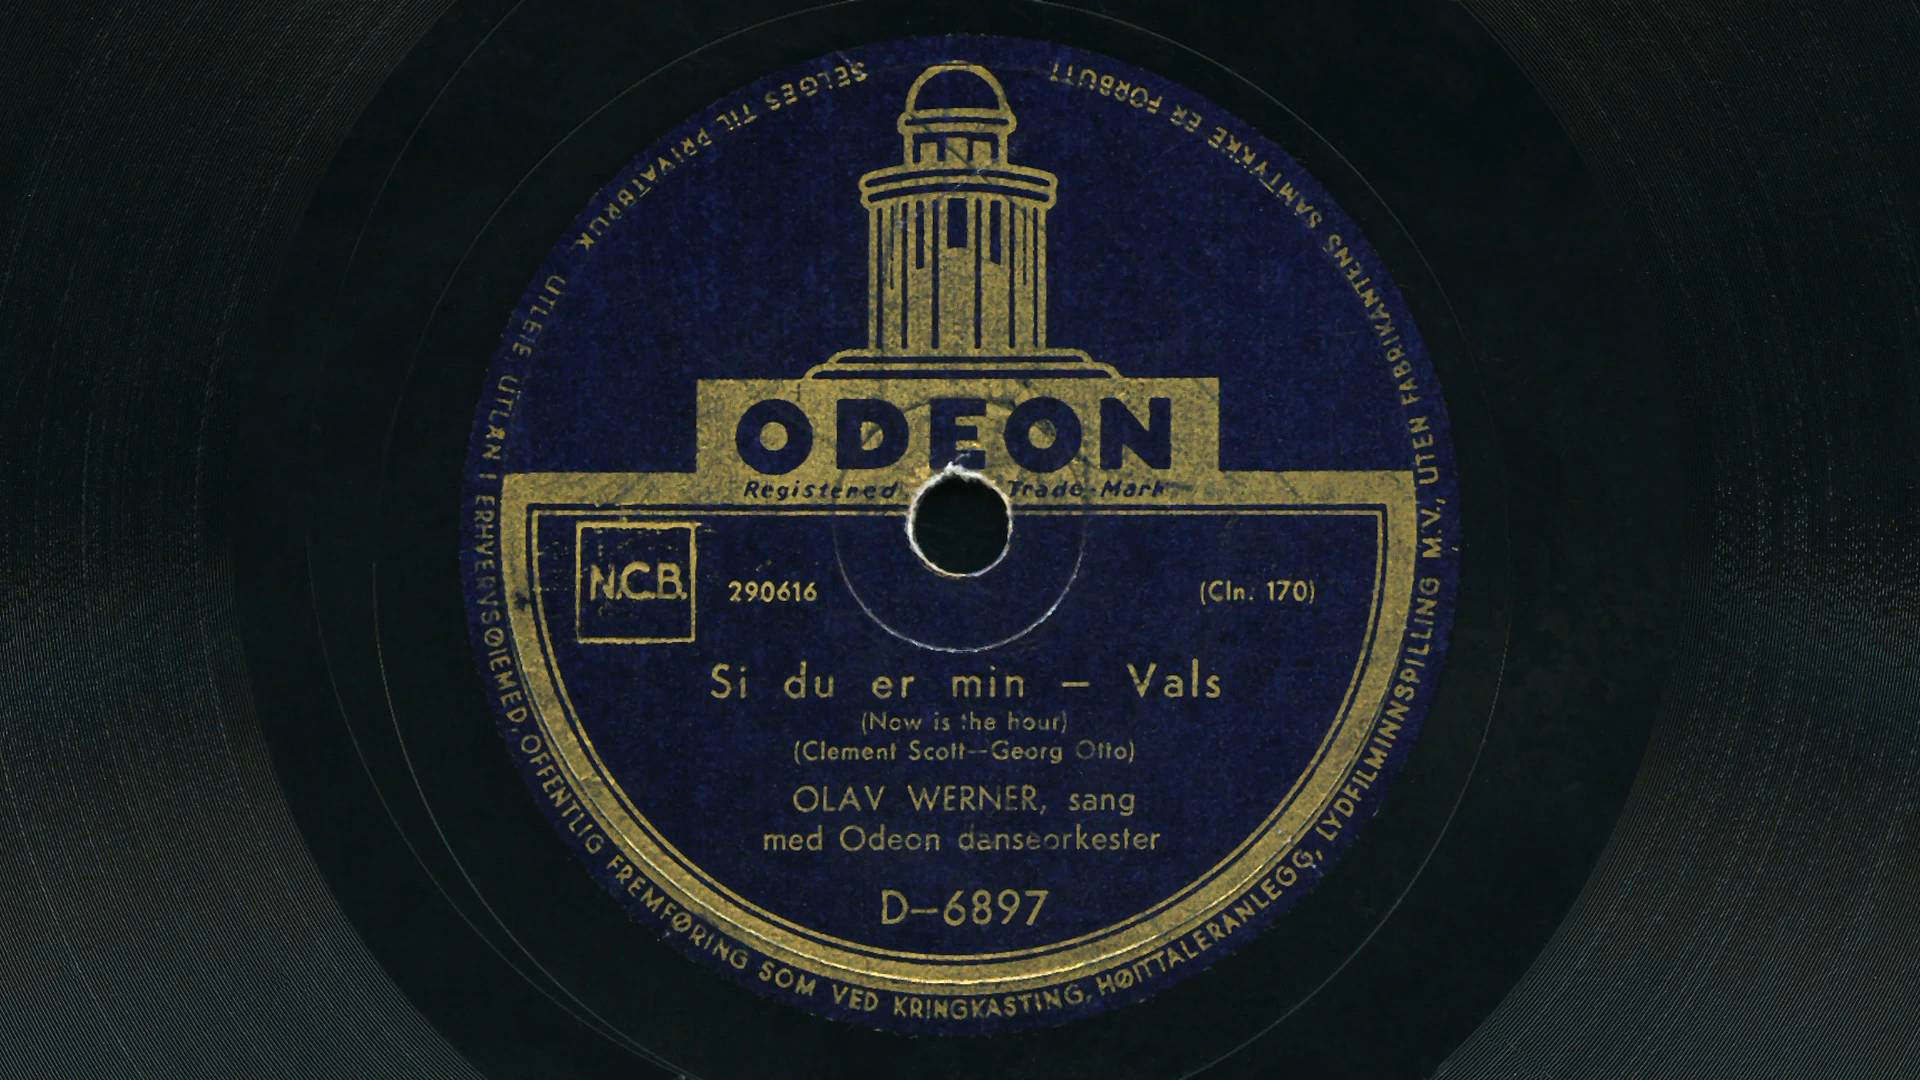 SELGES TIL PRIVATBRUK UTLEIE UTLÅN I ERHVERVSØIEMED, OFFENTLIG FREMFØRING SOM VED KRINGKASTING, HØITTALERANLEGG, LYDFILMINNSPILLING M.V., UTEN FABRIKANTENS SAMTYKKE ER FORBUTT
ODEON
Registered Trade-Mark
N.C.B. 290616 (Cln. 170)
Si du er min – Vals
(Now is the hour)
(Clement Scott—Georg Otto)
OLAV WERNER, sang
med Odeon danseorkester
D–6897